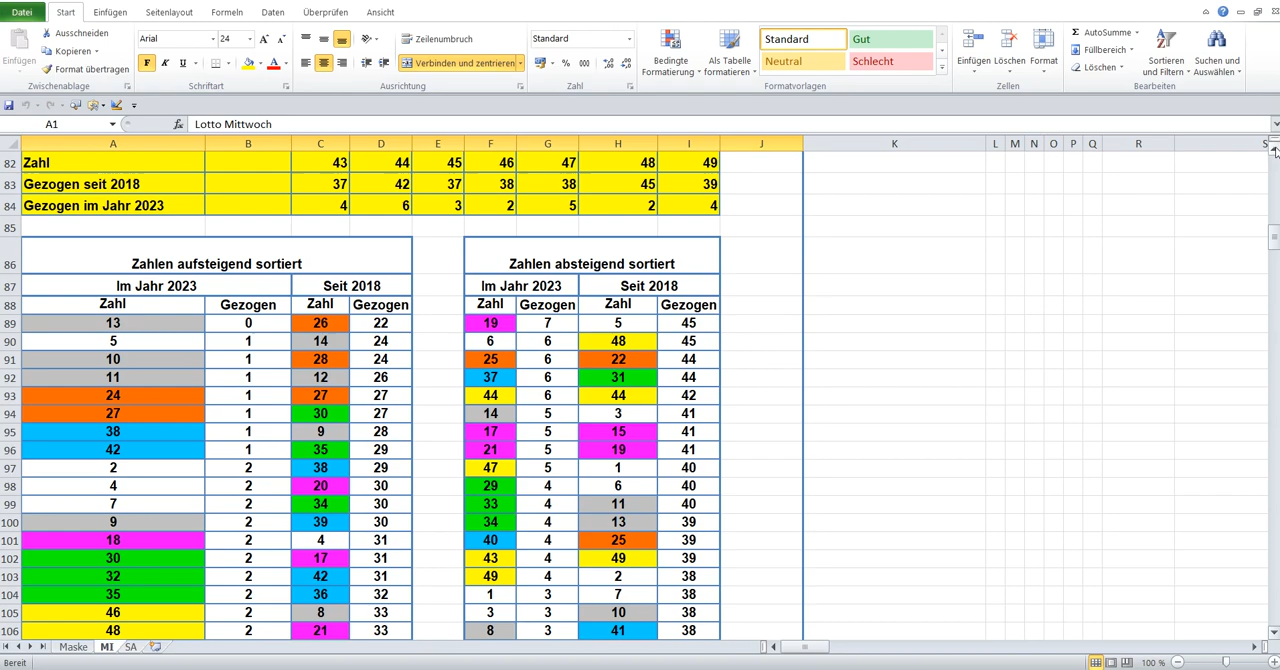 Datei Start Einfügen Seitenlayout Formeln Daten Überprüfen Ansicht
Einfügen
Ausschneiden
Kopieren
Format übertragen
Zwischenablage
Arial 24
F K U
Schriftart
Zeilenumbruch
Verbinden und zentrieren
Ausrichtung
Standard
% 000
Zahl
Bedingte Formatierung
Als Tabelle formatieren
Standard Gut
Neutral Schlecht
Formatvorlagen
Einfügen Löschen Format
Zellen
Σ AutoSumme
Füllbereich
Löschen
Sortieren und Filtern
Suchen und Auswählen
Bearbeiten
A1 fx Lotto Mittwoch
A B C D E F G H I J K L M N O P Q R S
82 Zahl 43 44 45 46 47 48 49
83 Gezogen seit 2018 37 42 37 38 38 45 39
84 Gezogen im Jahr 2023 4 6 3 2 5 2 4
85
86 Zahlen aufsteigend sortiert Zahlen absteigend sortiert
87 Im Jahr 2023 Seit 2018 Im Jahr 2023 Seit 2018
88 Zahl Gezogen Zahl Gezogen Zahl Gezogen Zahl Gezogen
89 13 0 26 22 19 7 5 45
90 5 1 14 24 6 6 48 45
91 10 1 28 24 25 6 22 44
92 11 1 12 26 37 6 31 44
93 24 1 27 27 44 6 44 42
94 27 1 30 27 14 5 3 41
95 38 1 9 28 17 5 15 41
96 42 1 35 29 21 5 19 41
97 2 2 38 29 47 5 1 40
98 4 2 20 30 29 4 6 40
99 7 2 34 30 33 4 11 40
100 9 2 39 30 34 4 13 39
101 18 2 4 31 40 4 25 39
102 30 2 17 31 43 4 49 39
103 32 2 42 31 49 4 2 38
104 35 2 36 32 1 3 7 38
105 46 2 8 33 3 3 10 38
106 48 2 21 33 8 3 41 38
Maske MI SA
Bereit 100 %